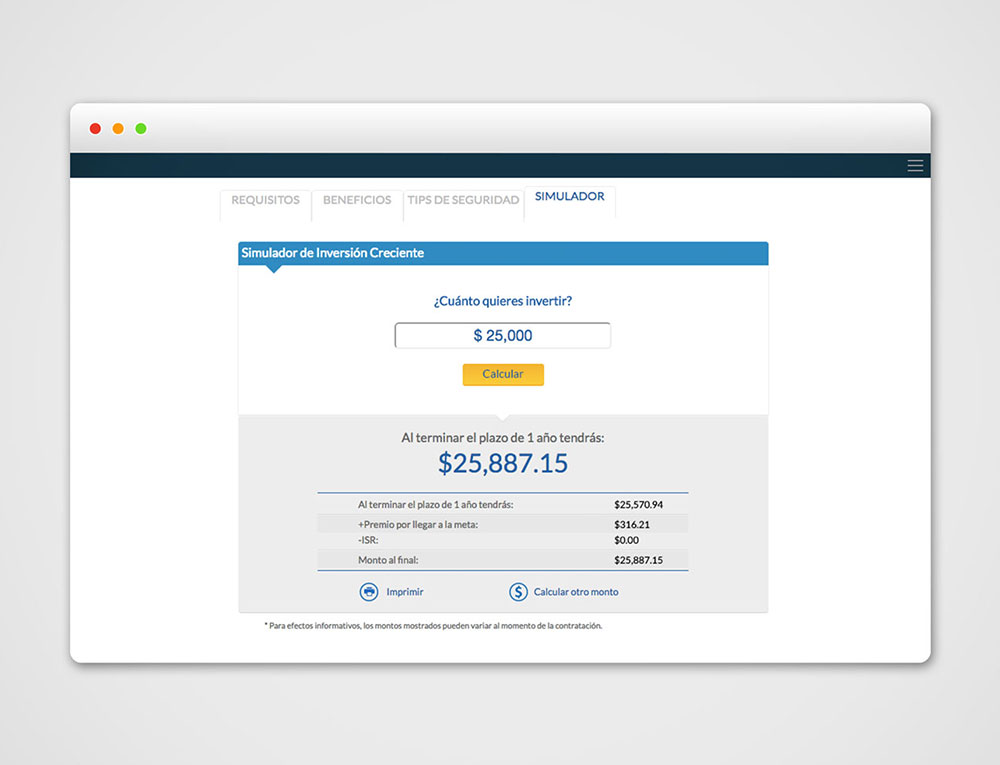 REQUISITOS BENEFICIOS TIPS DE SEGURIDAD SIMULADOR
Simulador de Inversión Creciente
¿Cuánto quieres invertir?
$ 25,000
Calcular
Al terminar el plazo de 1 año tendrás:
$25,887.15
Al terminar el plazo de 1 año tendrás: $25,570.94
+Premio por llegar a la meta: $316.21
-ISR: $0.00
Monto al final: $25,887.15
Imprimir $ Calcular otro monto
* Para efectos informativos, los montos mostrados pueden variar al momento de la contratación.